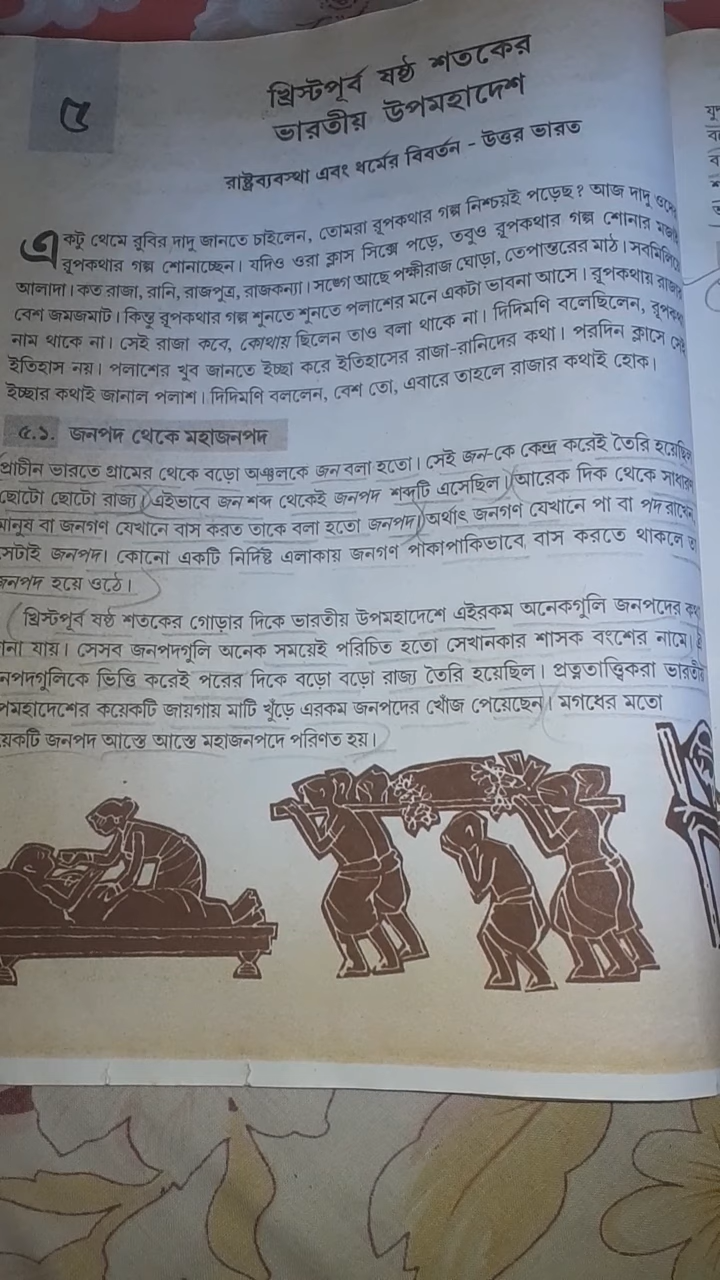 ৫
খ্রিস্টপূর্ব ষষ্ঠ শতকের
ভারতীয় উপমহাদেশ
রাষ্ট্রব্যবস্থা এবং ধর্মের বিবর্তন - উত্তর ভারত
একটু থেমে রুবির দাদু জানতে চাইলেন, তোমরা রূপকথার গল্প নিশ্চয়ই পড়েছ? আজ দাদু
রূপকথার গল্প শোনাচ্ছেন। যদিও ওরা ক্লাস সিক্সে পড়ে, তবুও রূপকথার গল্প শোনার মজাই
আলাদা। কত রাজা, রানি, রাজপুত্র, রাজকন্যা। সঙ্গে আছে পক্ষীরাজ ঘোড়া, তেপান্তরের মাঠ। সবমিলিয়ে
বেশ জমজমাট। কিন্তু রূপকথার গল্প শুনতে শুনতে পলাশের মনে একটা ভাবনা আসে। রূপকথায় রাজার
নাম থাকে না। সেই রাজা কবে, কোথায় ছিলেন তাও বলা থাকে না। দিদিমণি বলেছিলেন, রূপকথা
ইতিহাস নয়। পলাশের খুব জানতে ইচ্ছা করে ইতিহাসের রাজা-রানিদের কথা। পরদিন ক্লাসে সেই
ইচ্ছার কথাই জানাল পলাশ। দিদিমণি বললেন, বেশ তো, এবারে তাহলে রাজার কথাই হোক।
৫.১. জনপদ থেকে মহাজনপদ
প্রাচীন ভারতে গ্রামের থেকে বড়ো অঞ্চলকে জন বলা হতো। সেই জন-কে কেন্দ্র করেই তৈরি হয়েছিল
ছোটো ছোটো রাজ্য। এইভাবে জন শব্দ থেকেই জনপদ শব্দটি এসেছিল। আরেক দিক থেকে সাধারণ
মানুষ বা জনগণ যেখানে বাস করত তাকে বলা হতো জনপদ। অর্থাৎ জনগণ যেখানে পা বা পদ রাখেন
সেটাই জনপদ। কোনো একটি নির্দিষ্ট এলাকায় জনগণ পাকাপাকিভাবে বাস করতে থাকলে তা
জনপদ হয়ে ওঠে।
খ্রিস্টপূর্ব ষষ্ঠ শতকের গোড়ার দিকে ভারতীয় উপমহাদেশে এইরকম অনেকগুলি জনপদের কথা
জানা যায়। সেসব জনপদগুলি অনেক সময়েই পরিচিত হতো সেখানকার শাসক বংশের নামে।
জনপদগুলিকে ভিত্তি করেই পরের দিকে বড়ো বড়ো রাজ্য তৈরি হয়েছিল। প্রত্নতাত্ত্বিকরা ভারতীয়
উপমহাদেশের কয়েকটি জায়গায় মাটি খুঁড়ে এরকম জনপদের খোঁজ পেয়েছেন। মগধের মতো
কয়েকটি জনপদ আস্তে আস্তে মহাজনপদে পরিণত হয়।